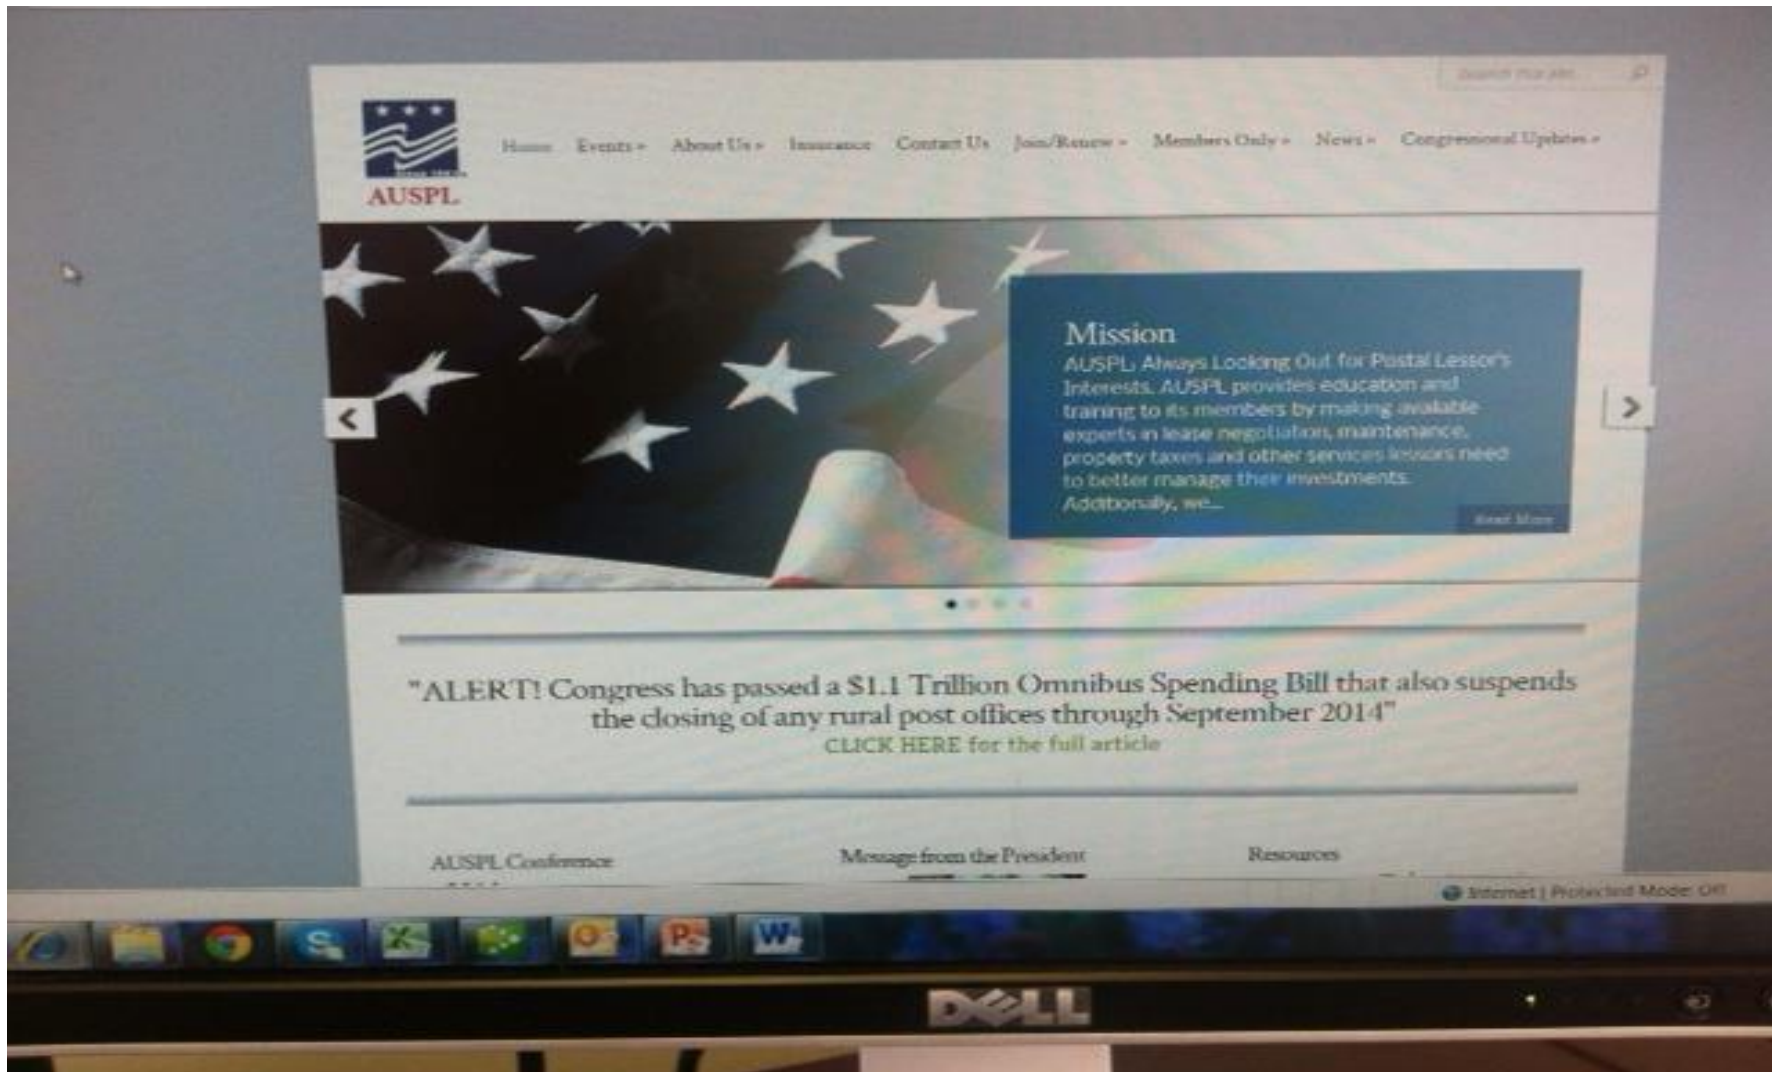 Search this site
AUSPL
Home Events » About Us » Insurance Contact Us Join/Renew » Members Only » News » Congressional Updates »
Mission
AUSPL, Always Looking Out for Postal Lessor's
Interests. AUSPL provides education and
training to its members by making available
experts in lease negotiation, maintenance,
property taxes and other services lessors need
to better manage their investments.
Additionally, we...
Read More
"ALERT! Congress has passed a $1.1 Trillion Omnibus Spending Bill that also suspends
the closing of any rural post offices through September 2014"
CLICK HERE for the full article
AUSPL Conference
Message from the President
Resources
Internet | Protected Mode: Off
DELL